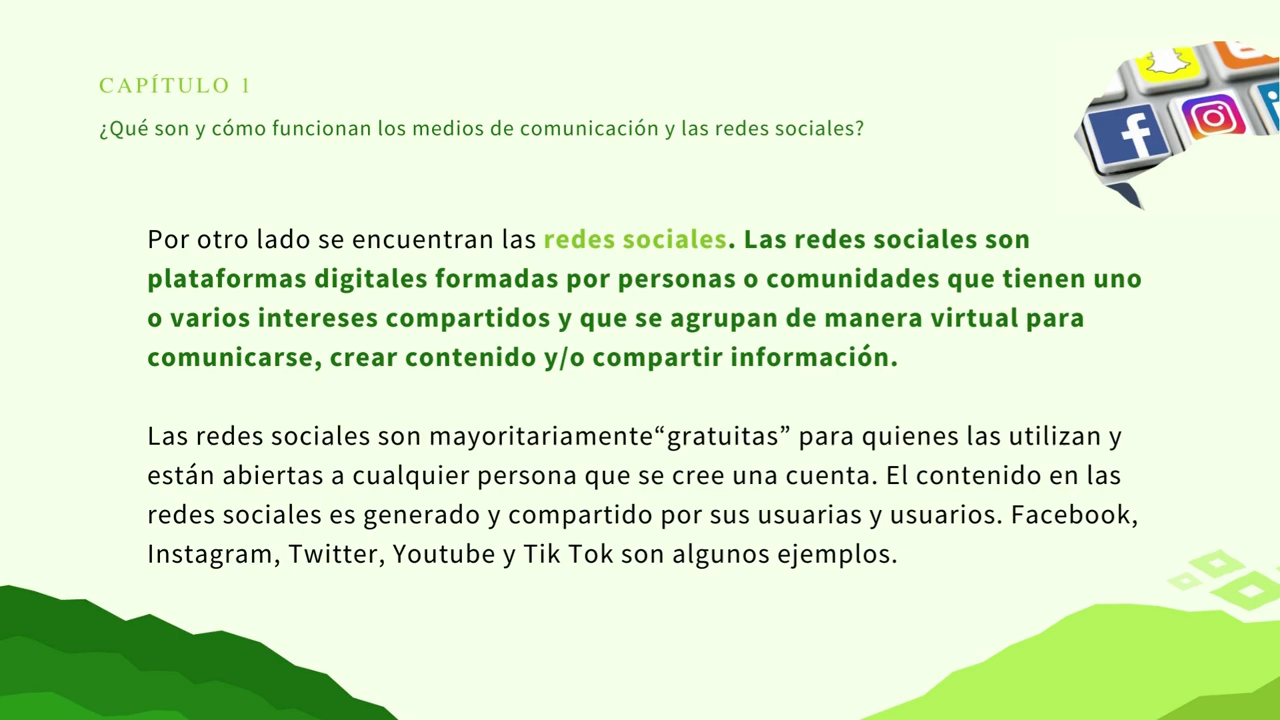 CAPÍTULO 1
¿Qué son y cómo funcionan los medios de comunicación y las redes sociales?
Por otro lado se encuentran las redes sociales. Las redes sociales son
plataformas digitales formadas por personas o comunidades que tienen uno
o varios intereses compartidos y que se agrupan de manera virtual para
comunicarse, crear contenido y/o compartir información.
Las redes sociales son mayoritariamente“gratuitas” para quienes las utilizan y
están abiertas a cualquier persona que se cree una cuenta. El contenido en las
redes sociales es generado y compartido por sus usuarias y usuarios. Facebook,
Instagram, Twitter, Youtube y Tik Tok son algunos ejemplos.